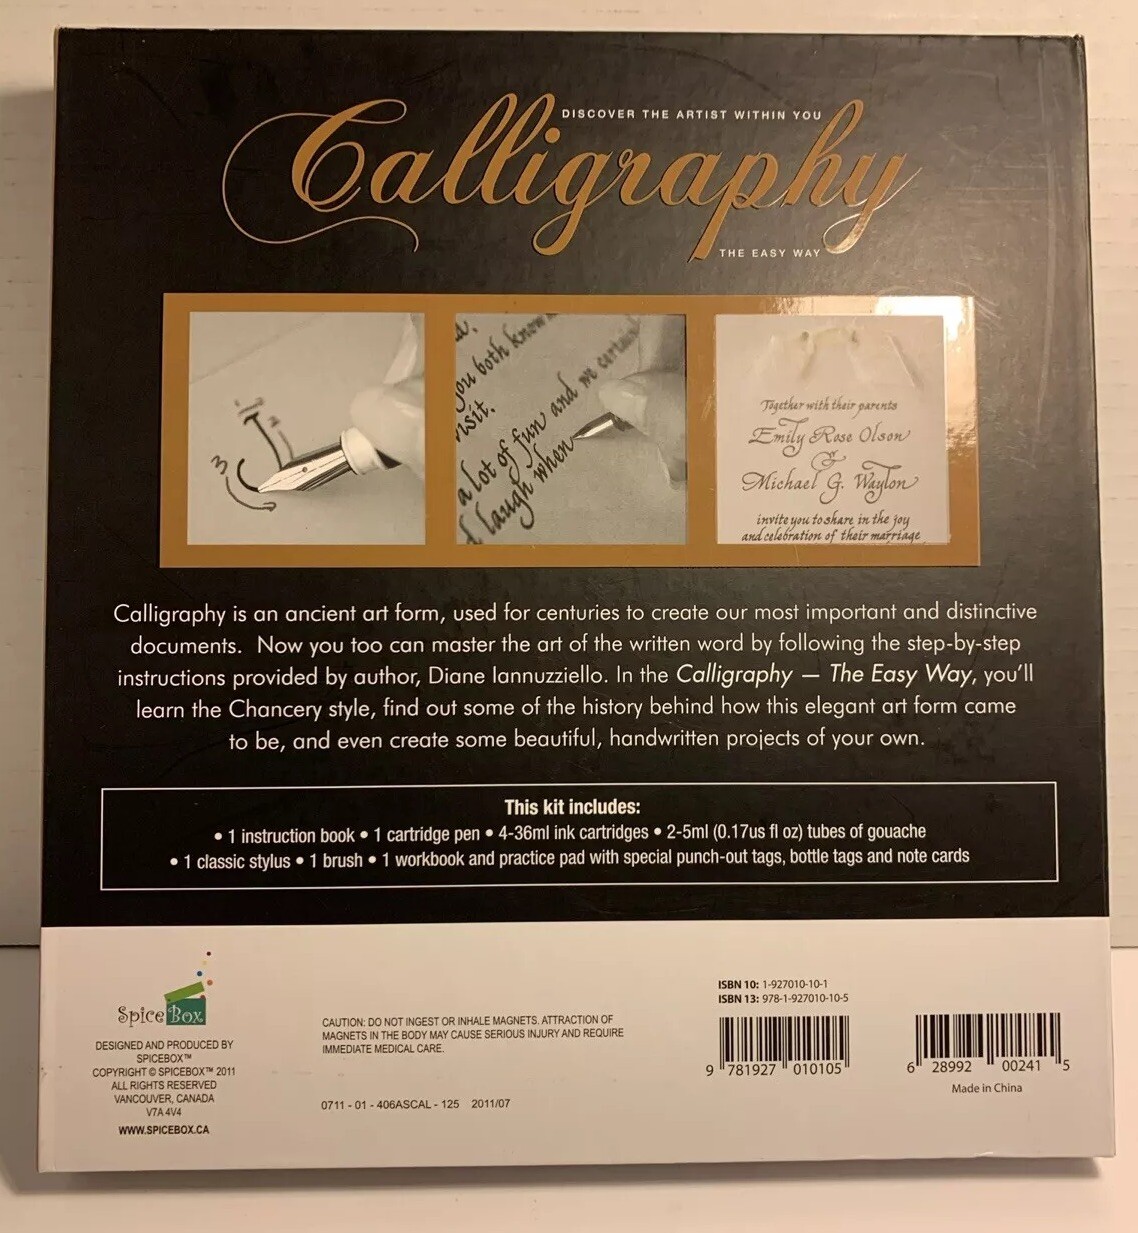 DISCOVER THE ARTIST WITHIN YOU
Calligraphy
THE EASY WAY
1
2
3
you both know
visit.
a lot of fun and we certain
laugh when
Together with their parents
Emily Rose Olson
&
Michael G. Waylon
invite you to share in the joy
and celebration of their marriage
Calligraphy is an ancient art form, used for centuries to create our most important and distinctive
documents. Now you too can master the art of the written word by following the step-by-step
instructions provided by author, Diane Iannuzziello. In the Calligraphy — The Easy Way, you'll
learn the Chancery style, find out some of the history behind how this elegant art form came
to be, and even create some beautiful, handwritten projects of your own.
This kit includes:
• 1 instruction book • 1 cartridge pen • 4-36ml ink cartridges • 2-5ml (0.17us fl oz) tubes of gouache
• 1 classic stylus • 1 brush • 1 workbook and practice pad with special punch-out tags, bottle tags and note cards
Spice Box
DESIGNED AND PRODUCED BY
SPICEBOX™
COPYRIGHT © SPICEBOX™ 2011
ALL RIGHTS RESERVED
VANCOUVER, CANADA
V7A 4V4
WWW.SPICEBOX.CA
CAUTION: DO NOT INGEST OR INHALE MAGNETS. ATTRACTION OF
MAGNETS IN THE BODY MAY CAUSE SERIOUS INJURY AND REQUIRE
IMMEDIATE MEDICAL CARE.
0711 - 01 - 406ASCAL - 125 2011/07
ISBN 10: 1-927010-10-1
ISBN 13: 978-1-927010-10-5
9 781927 010105
6 28992 00241 5
Made in China